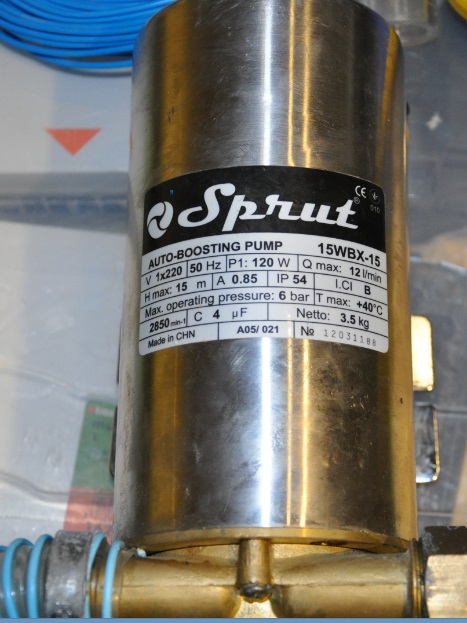 Sprut®
CE
010
AUTO-BOOSTING PUMP 15WBX-15
V 1x220 50 Hz P1: 120 W Q max: 12 l/min
H max: 15 m A 0.85 IP 54 I.Cl B
Max. operating pressure: 6 bar T max: +40°C
2850 min-1 C 4 µF Netto: 3.5 kg
Made in CHN A05/ 021 № 12031188